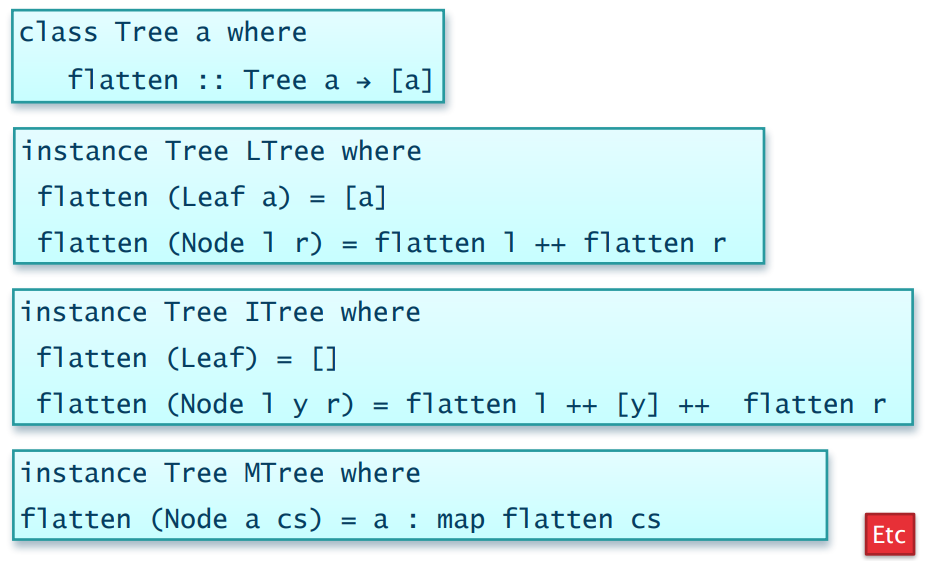 class Tree a where
flatten :: Tree a → [a]
instance Tree LTree where
flatten (Leaf a) = [a]
flatten (Node l r) = flatten l ++ flatten r
instance Tree ITree where
flatten (Leaf) = []
flatten (Node l y r) = flatten l ++ [y] ++ flatten r
instance Tree MTree where
flatten (Node a cs) = a : map flatten cs
Etc